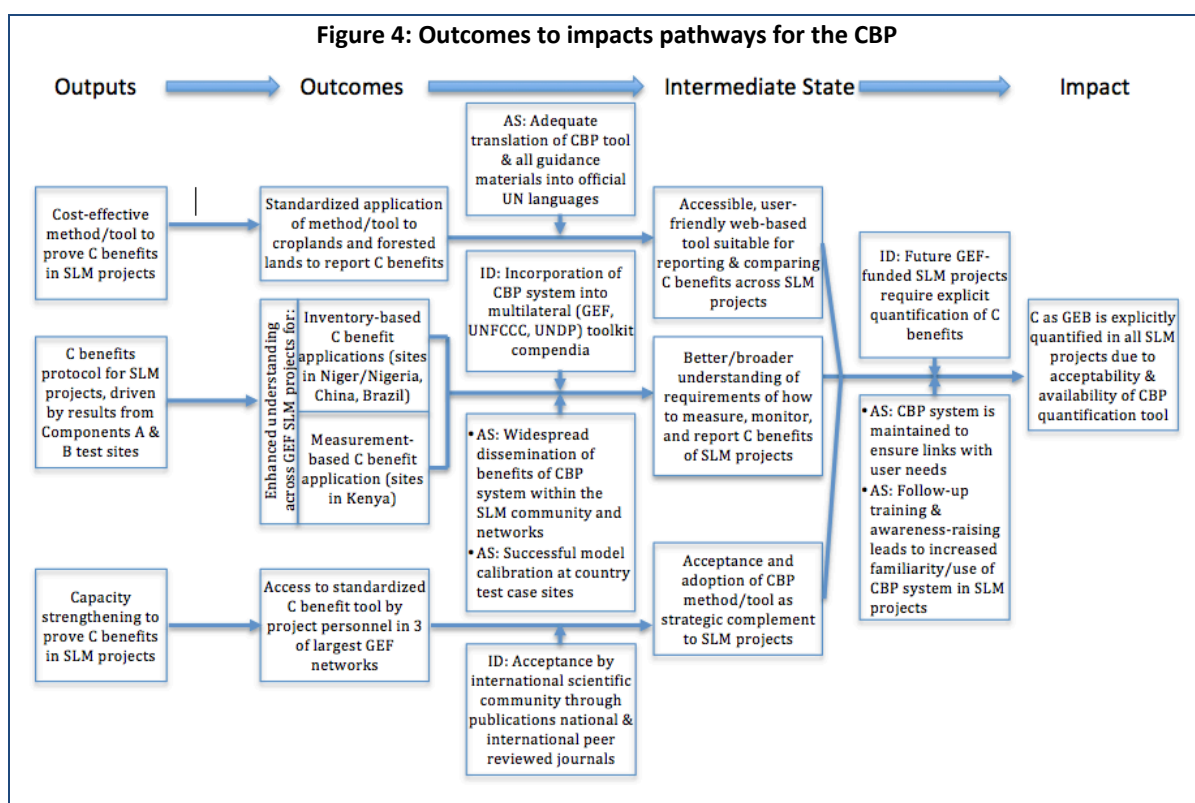 Figure 4: Outcomes to impacts pathways for the CBP
Outputs
Outcomes
Intermediate State
Impact
AS: Adequate
translation of CBP tool
& all guidance
materials into official
UN languages
Cost-effective
method/tool to
prove C benefits
in SLM projects
Standardized application
of method/tool to
croplands and forested
lands to report C benefits
Accessible, user-
friendly web-based
tool suitable for
reporting & comparing
C benefits across SLM
projects
ID: Future GEF-
funded SLM projects
require explicit
quantification of C
benefits
ID: Incorporation of
CBP system into
multilateral (GEF,
UNFCCC, UNDP) toolkit
compendia
C benefits
protocol for SLM
projects, driven
by results from
Components A &
B test sites
Enhanced understanding
across GEF SLM projects for:
Inventory-based C
benefit
applications (sites
in Niger/Nigeria,
China, Brazil)
Measurement-
based C benefit
application (sites
in Kenya)
Better/broader
understanding of
requirements of how
to measure, monitor,
and report C benefits
of SLM projects
C as GEB is explicitly
quantified in all SLM
projects due to
acceptability &
availability of CBP
quantification tool
• AS: Widespread
dissemination of
benefits of CBP
system within the
SLM community and
networks
• AS: Successful model
calibration at country
test case sites
• AS: CBP system is
maintained to
ensure links with
user needs
• AS: Follow-up
training &
awareness-raising
leads to increased
familiarity/use of
CBP system in SLM
projects
Capacity
strengthening to
prove C benefits
in SLM projects
Access to standardized
C benefit tool by
project personnel in 3
of largest GEF
networks
Acceptance and
adoption of CBP
method/tool as
strategic complement
to SLM projects
ID: Acceptance by
international scientific
community through
publications national &
international peer
reviewed journals